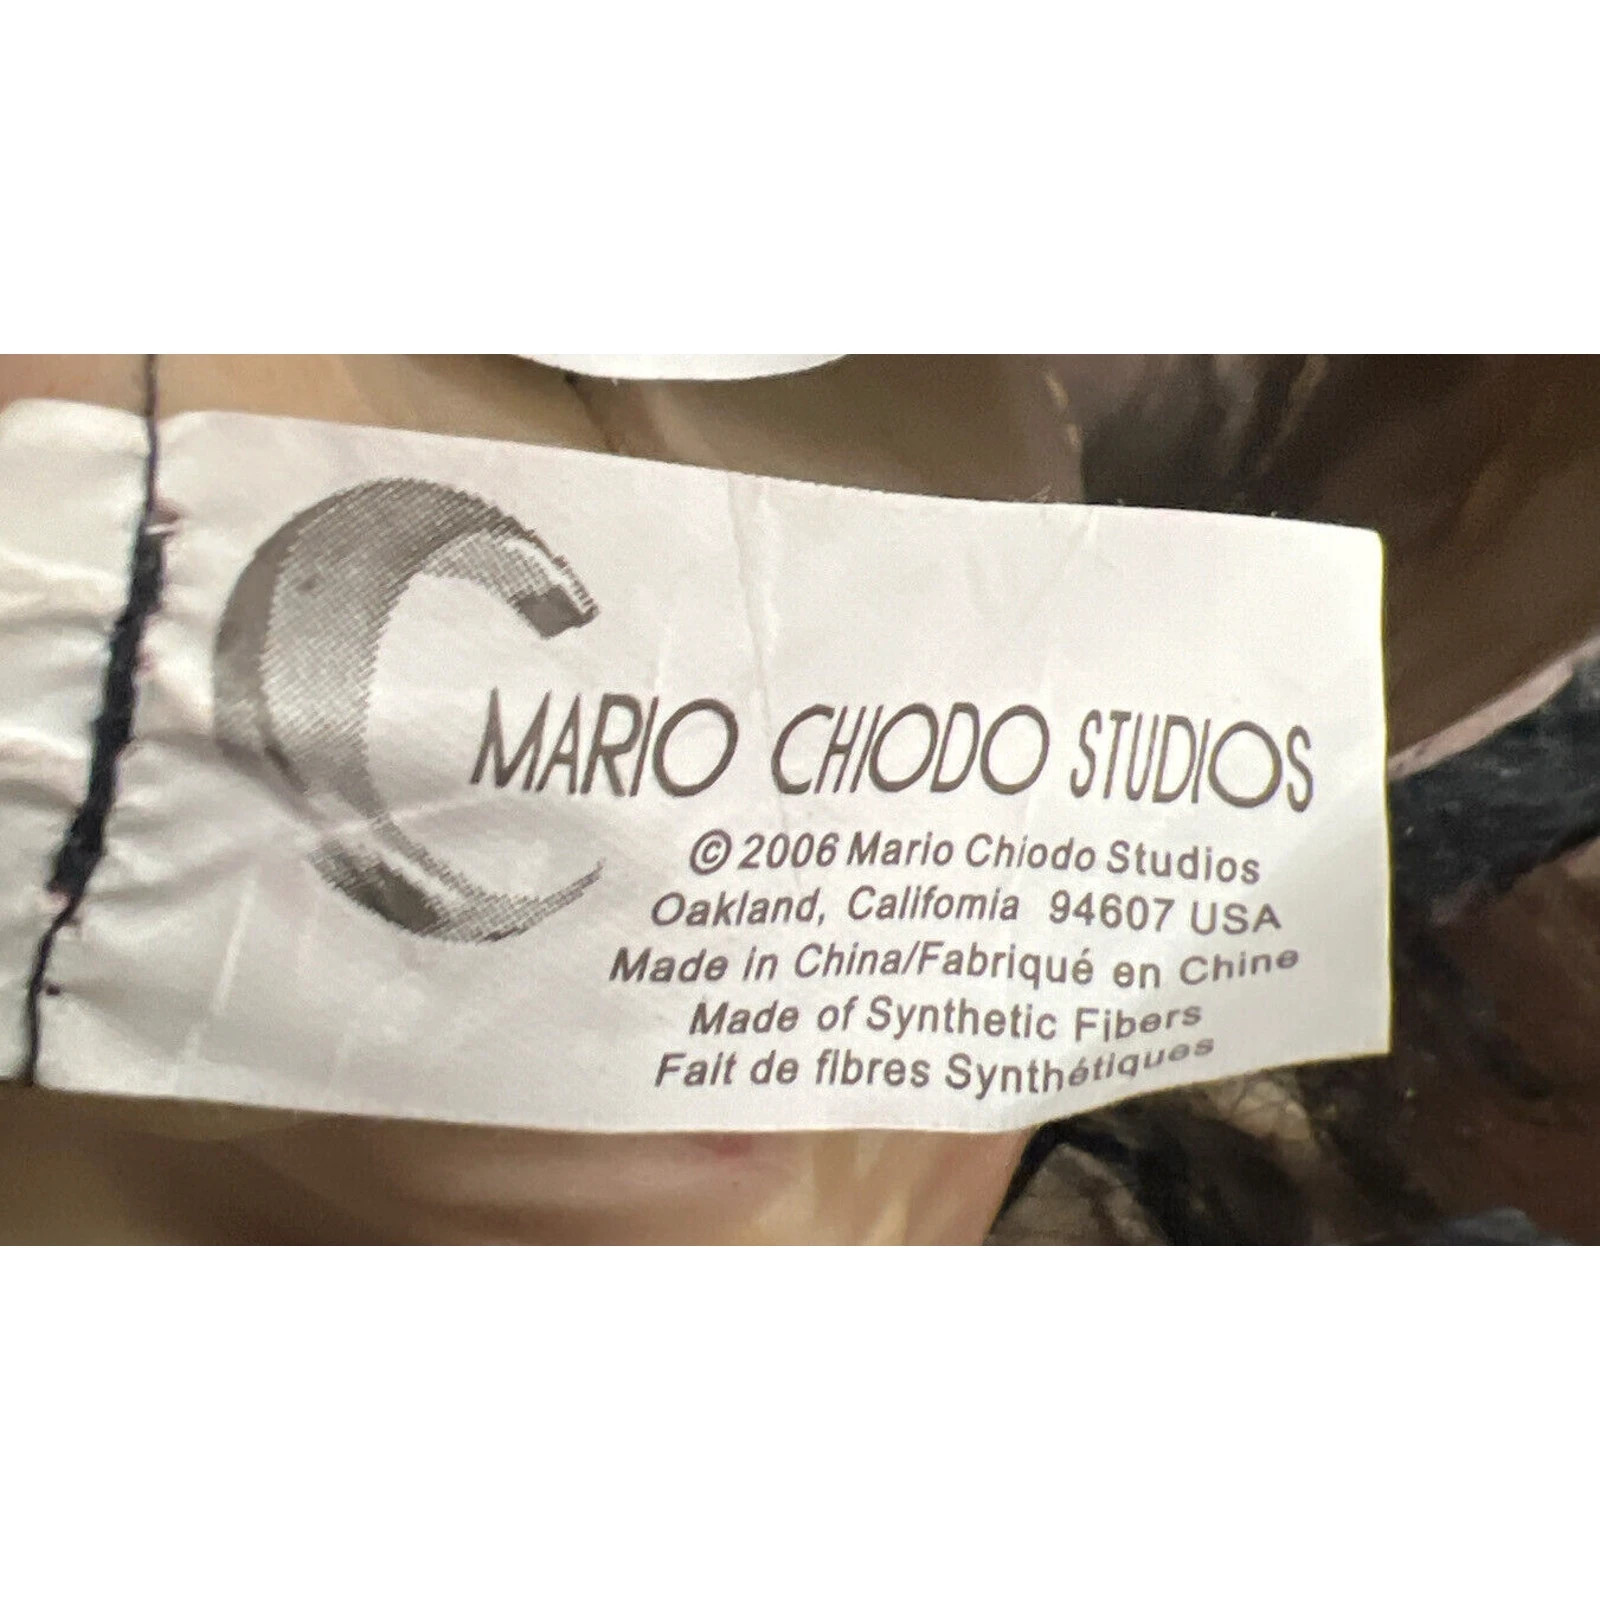 MARIO CHIODO STUDIOS
© 2006 Mario Chiodo Studios
Oakland, California 94607 USA
Made in China/Fabriqué en Chine
Made of Synthetic Fibers
Fait de fibres Synthétiques